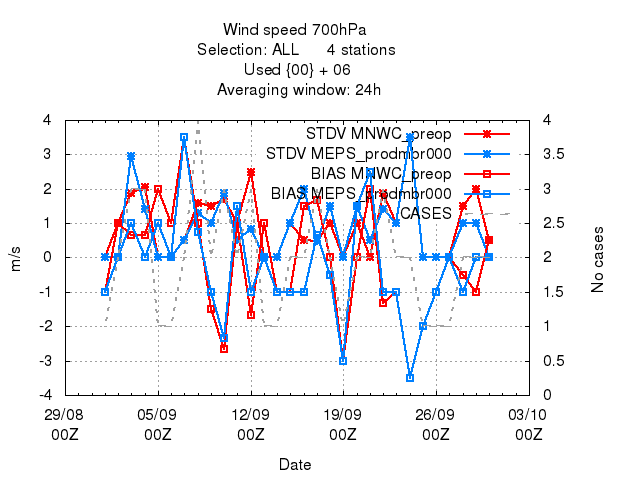 Wind speed 700hPa
Selection: ALL 4 stations
Used {00} + 06
Averaging window: 24h
STDV MNWC_preop
STDV MEPS_prodmbr000
BIAS MNWC_preop
BIAS MEPS_prodmbr000
CASES
4
3
2
1
0
-1
-2
-3
-4
m/s
4
3.5
3
2.5
2
1.5
1
0.5
0
No cases
29/08 05/09 12/09 19/09 26/09 03/10
00Z 00Z 00Z 00Z 00Z 00Z
Date